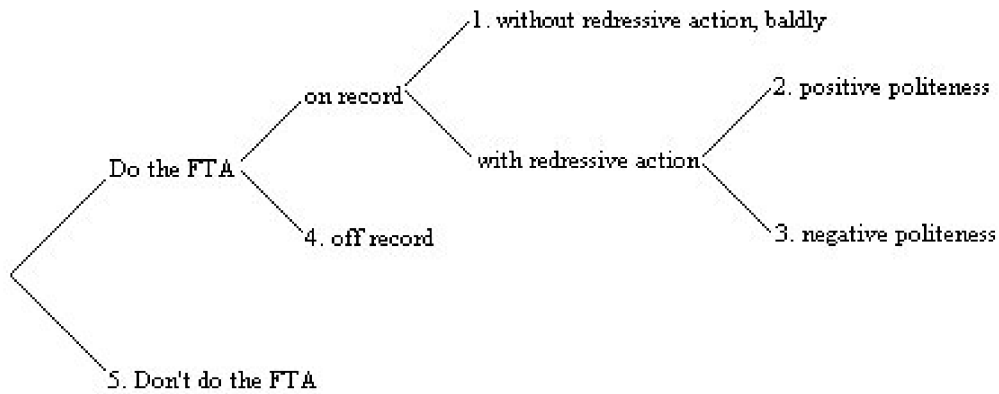 1. without redressive action, baldly
on record
2. positive politeness
with redressive action
Do the FTA
3. negative politeness
4. off record
5. Don't do the FTA